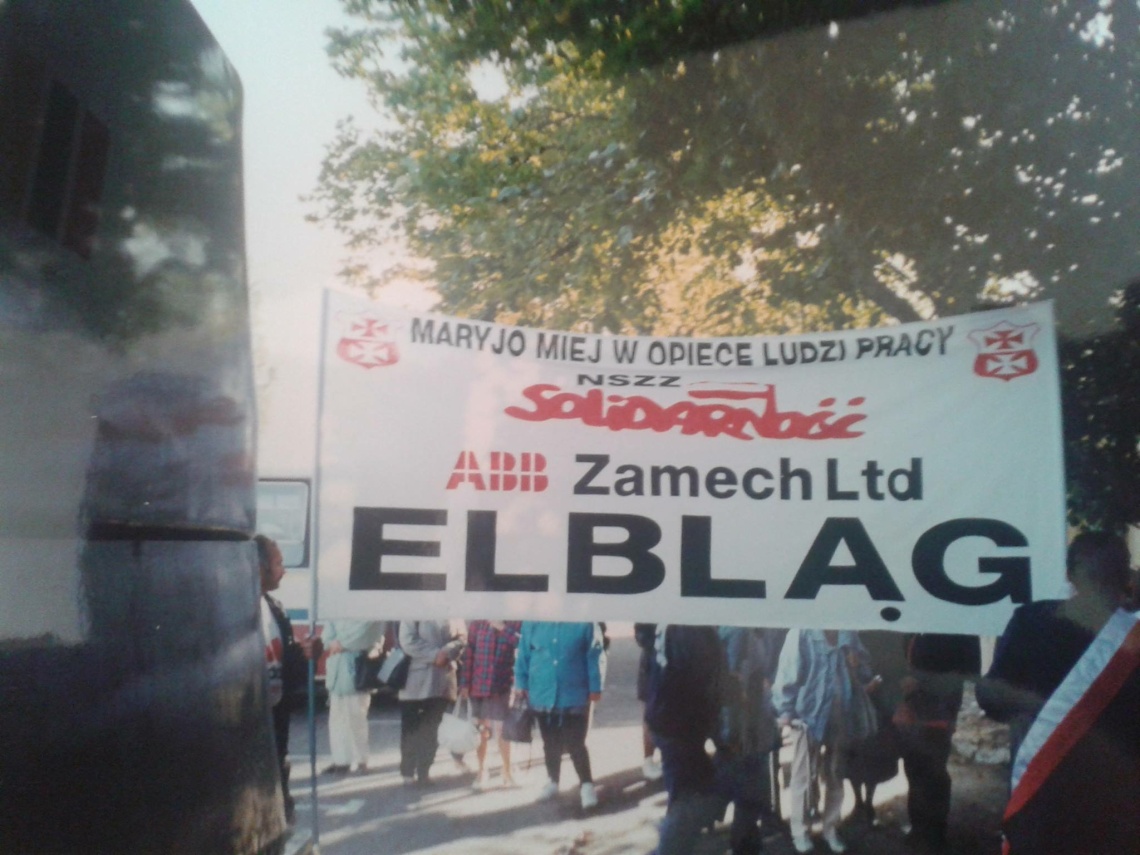 MARYJO MIEJ W OPIECE LUDZI PRACY
NSZZ
SOLiDARNOŚĆ
ABB Zamech Ltd
ELBLĄG